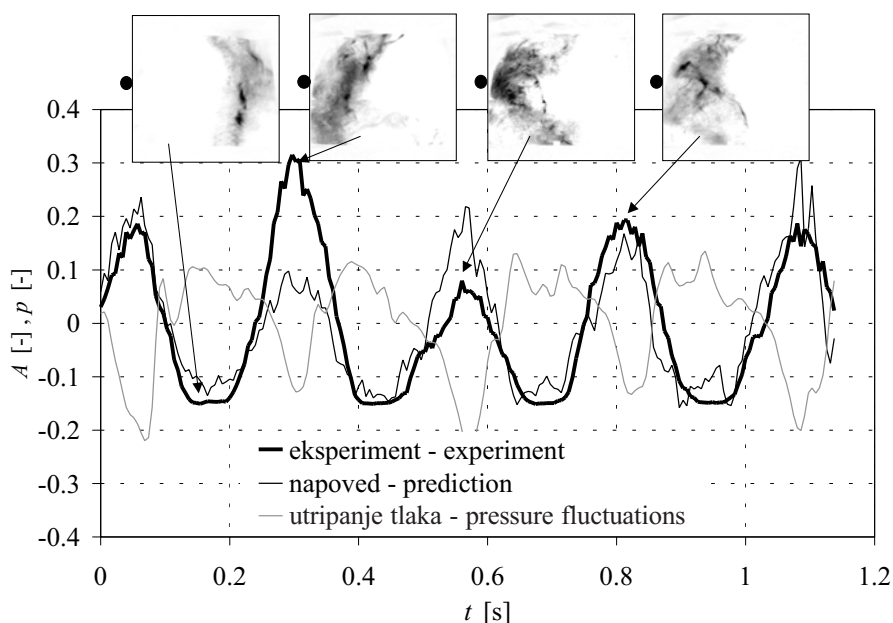 0.4
0.3
0.2
0.1
0
-0.1
-0.2
-0.3
-0.4
A [-] , p [-]
eksperiment - experiment
napoved - prediction
utripanje tlaka - pressure fluctuations
0 0.2 0.4 0.6 0.8 1 1.2
t [s]